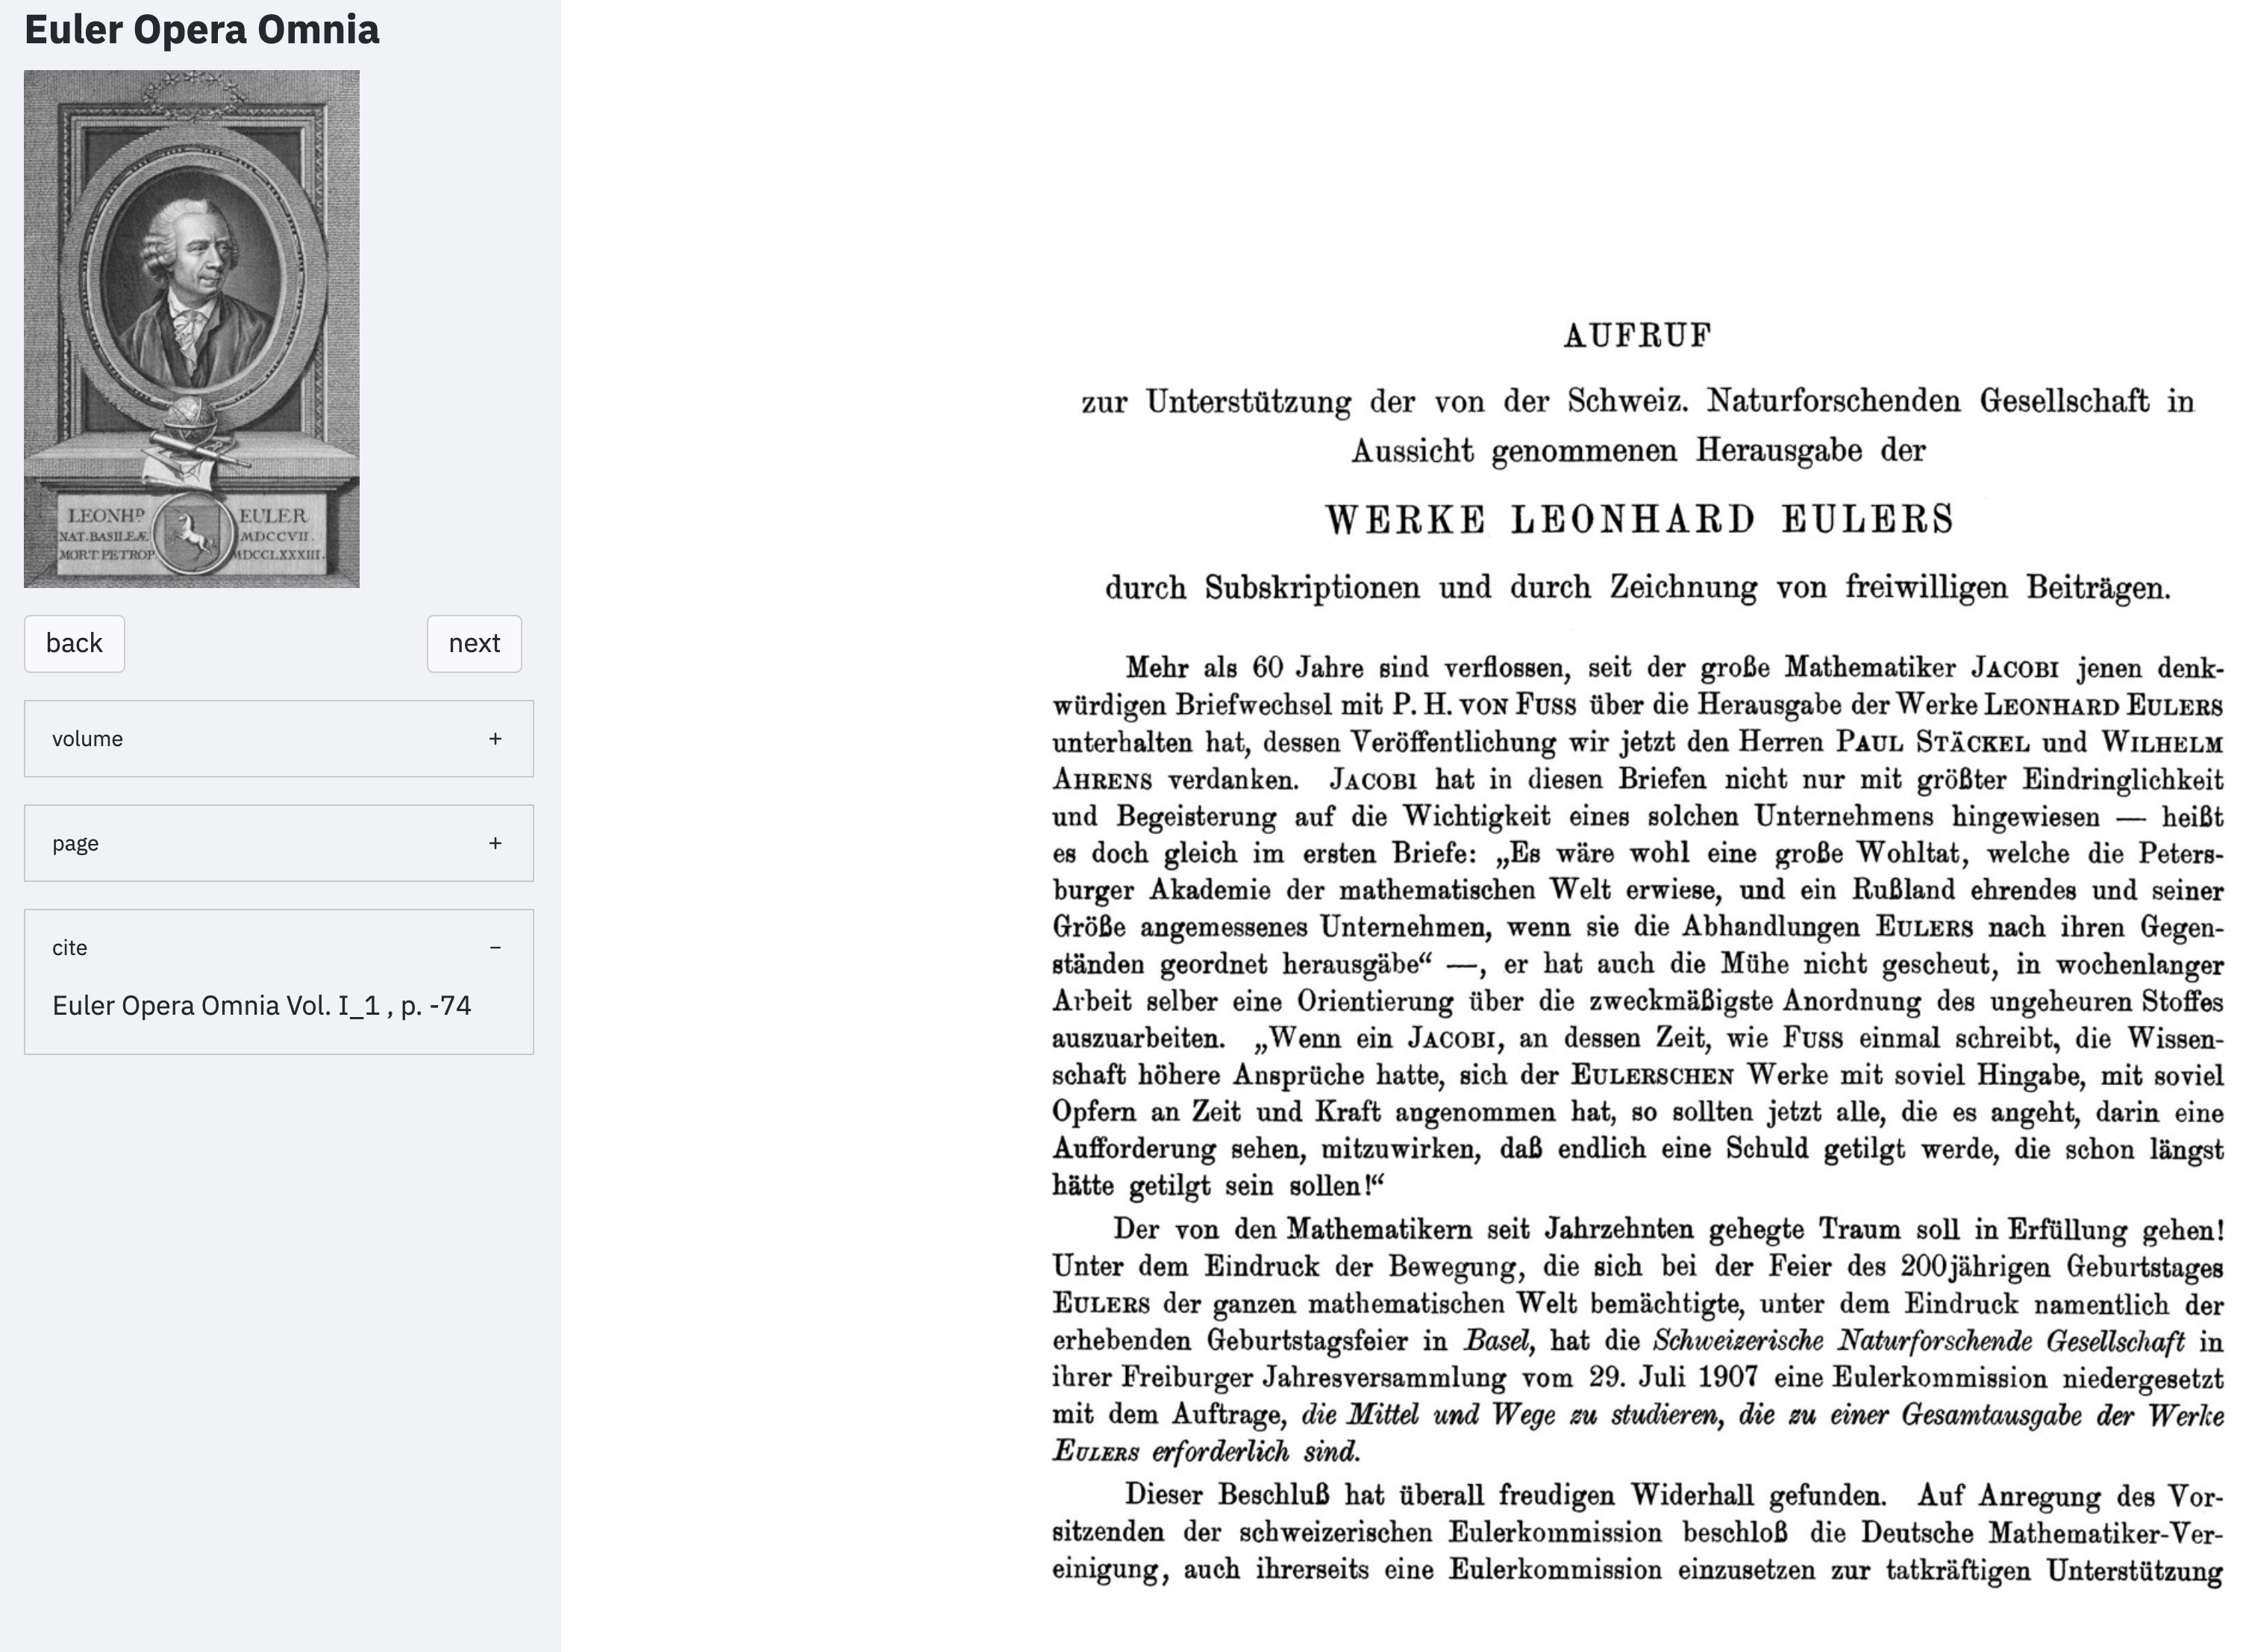 Euler Opera Omnia
LEONHD EULER
NAT. BASILEÆ MDCCVII.
MORT. PETROP. MDCCLXXXIII.
back
next
volume +
page +
cite −
Euler Opera Omnia Vol. I_1 , p. -74
AUFRUF
zur Unterstützung der von der Schweiz. Naturforschenden Gesellschaft in
Aussicht genommenen Herausgabe der
WERKE LEONHARD EULERS
durch Subskriptionen und durch Zeichnung von freiwilligen Beiträgen.
Mehr als 60 Jahre sind verflossen, seit der große Mathematiker JACOBI jenen denk-
würdigen Briefwechsel mit P. H. VON FUSS über die Herausgabe der Werke LEONHARD EULERS
unterhalten hat, dessen Veröffentlichung wir jetzt den Herren PAUL STÄCKEL und WILHELM
AHRENS verdanken. JACOBI hat in diesen Briefen nicht nur mit größter Eindringlichkeit
und Begeisterung auf die Wichtigkeit eines solchen Unternehmens hingewiesen — heißt
es doch gleich im ersten Briefe: „Es wäre wohl eine große Wohltat, welche die Peters-
burger Akademie der mathematischen Welt erwiese, und ein Rußland ehrendes und seiner
Größe angemessenes Unternehmen, wenn sie die Abhandlungen EULERS nach ihren Gegen-
ständen geordnet herausgäbe“ —, er hat auch die Mühe nicht gescheut, in wochenlanger
Arbeit selber eine Orientierung über die zweckmäßigste Anordnung des ungeheuren Stoffes
auszuarbeiten. „Wenn ein JACOBI, an dessen Zeit, wie FUSS einmal schreibt, die Wissen-
schaft höhere Ansprüche hatte, sich der EULERSCHEN Werke mit soviel Hingabe, mit soviel
Opfern an Zeit und Kraft angenommen hat, so sollten jetzt alle, die es angeht, darin eine
Aufforderung sehen, mitzuwirken, daß endlich eine Schuld getilgt werde, die schon längst
hätte getilgt sein sollen!“
Der von den Mathematikern seit Jahrzehnten gehegte Traum soll in Erfüllung gehen!
Unter dem Eindruck der Bewegung, die sich bei der Feier des 200jährigen Geburtstages
EULERS der ganzen mathematischen Welt bemächtigte, unter dem Eindruck namentlich der
erhebenden Geburtstagsfeier in Basel, hat die Schweizerische Naturforschende Gesellschaft in
ihrer Freiburger Jahresversammlung vom 29. Juli 1907 eine Eulerkommission niedergesetzt
mit dem Auftrage, die Mittel und Wege zu studieren, die zu einer Gesamtausgabe der Werke
EULERS erforderlich sind.
Dieser Beschluß hat überall freudigen Widerhall gefunden. Auf Anregung des Vor-
sitzenden der schweizerischen Eulerkommission beschloß die Deutsche Mathematiker-Ver-
einigung, auch ihrerseits eine Eulerkommission einzusetzen zur tatkräftigen Unterstützung